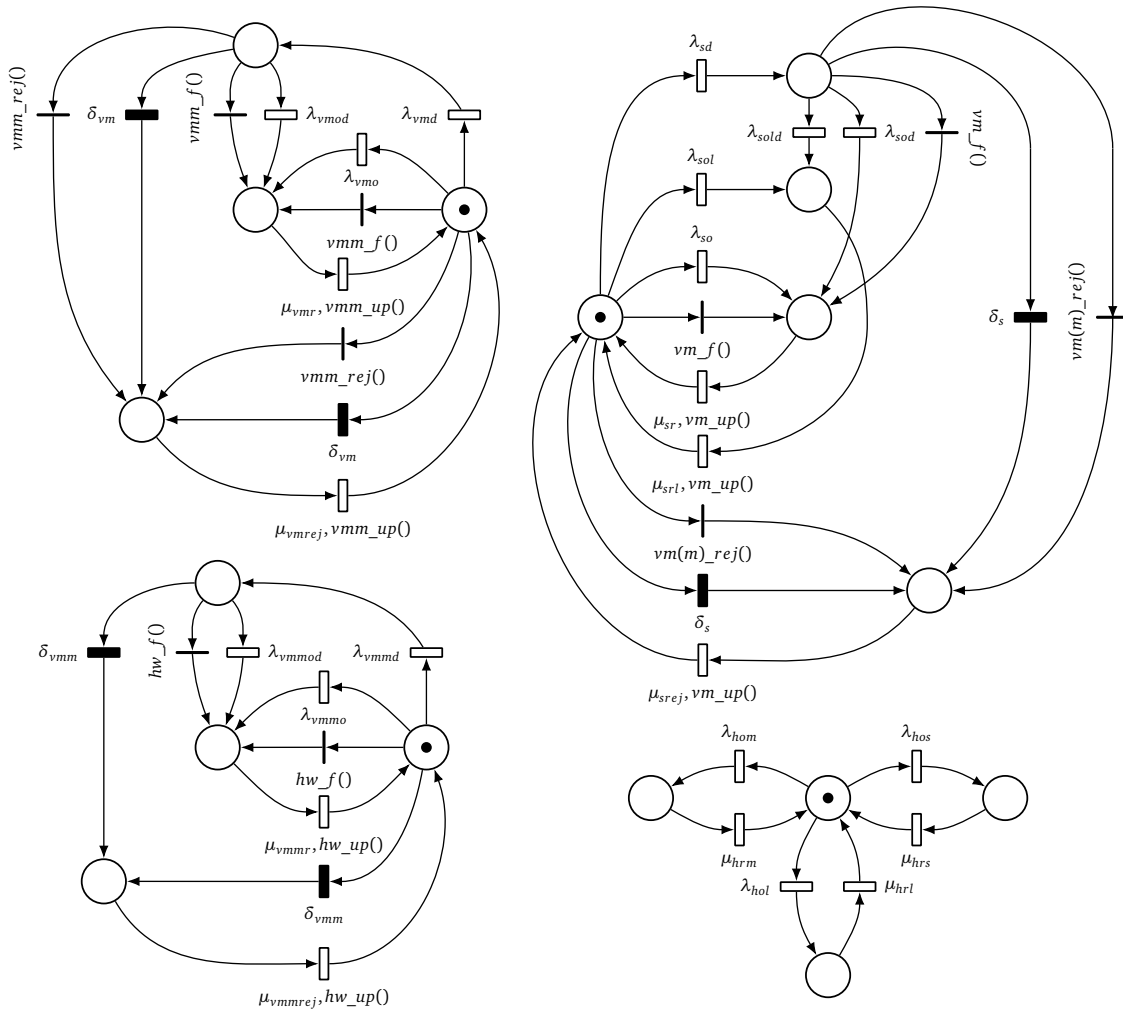 vmm_rej()
δ_vm
vmm_f()
λ_vmod
λ_vmd
λ_vmo
vmm_f()
μ_vmr, vmm_up()
vmm_rej()
δ_vm
μ_vmrej, vmm_up()
λ_sd
λ_sold
λ_sod
vm_f()
λ_sol
λ_so
vm_f()
μ_sr, vm_up()
μ_srl, vm_up()
vm(m)_rej()
δ_s
μ_srej, vm_up()
δ_s
vm(m)_rej()
δ_vmm
hw_f()
λ_vmmod
λ_vmmd
λ_vmmo
hw_f()
μ_vmmr, hw_up()
δ_vmm
μ_vmmrej, hw_up()
λ_hom
λ_hos
μ_hrm
μ_hrs
λ_hol
μ_hrl